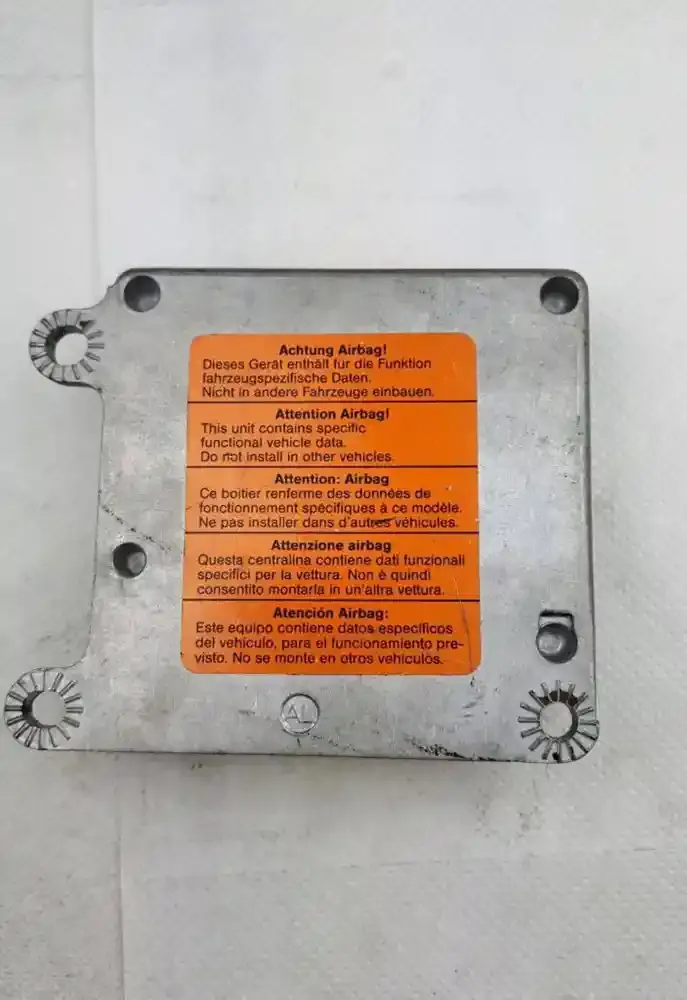 Achtung Airbag!
Dieses Gerät enthält für die Funktion
fahrzeugspezifische Daten.
Nicht in andere Fahrzeuge einbauen.
Attention Airbag!
This unit contains specific
functional vehicle data.
Do not install in other vehicles.
Attention: Airbag
Ce boitier renferme des données de
fonctionnement spécifiques à ce modèle.
Ne pas installer dans d'autres véhicules.
Attenzione airbag
Questa centralina contiene dati funzionali
specifici per la vettura. Non è quindi
consentito montarla in un'altra vettura.
Atención Airbag:
Este equipo contiene datos específicos
del vehículo, para el funcionamiento pre-
visto. No se monte en otros vehículos.
AL